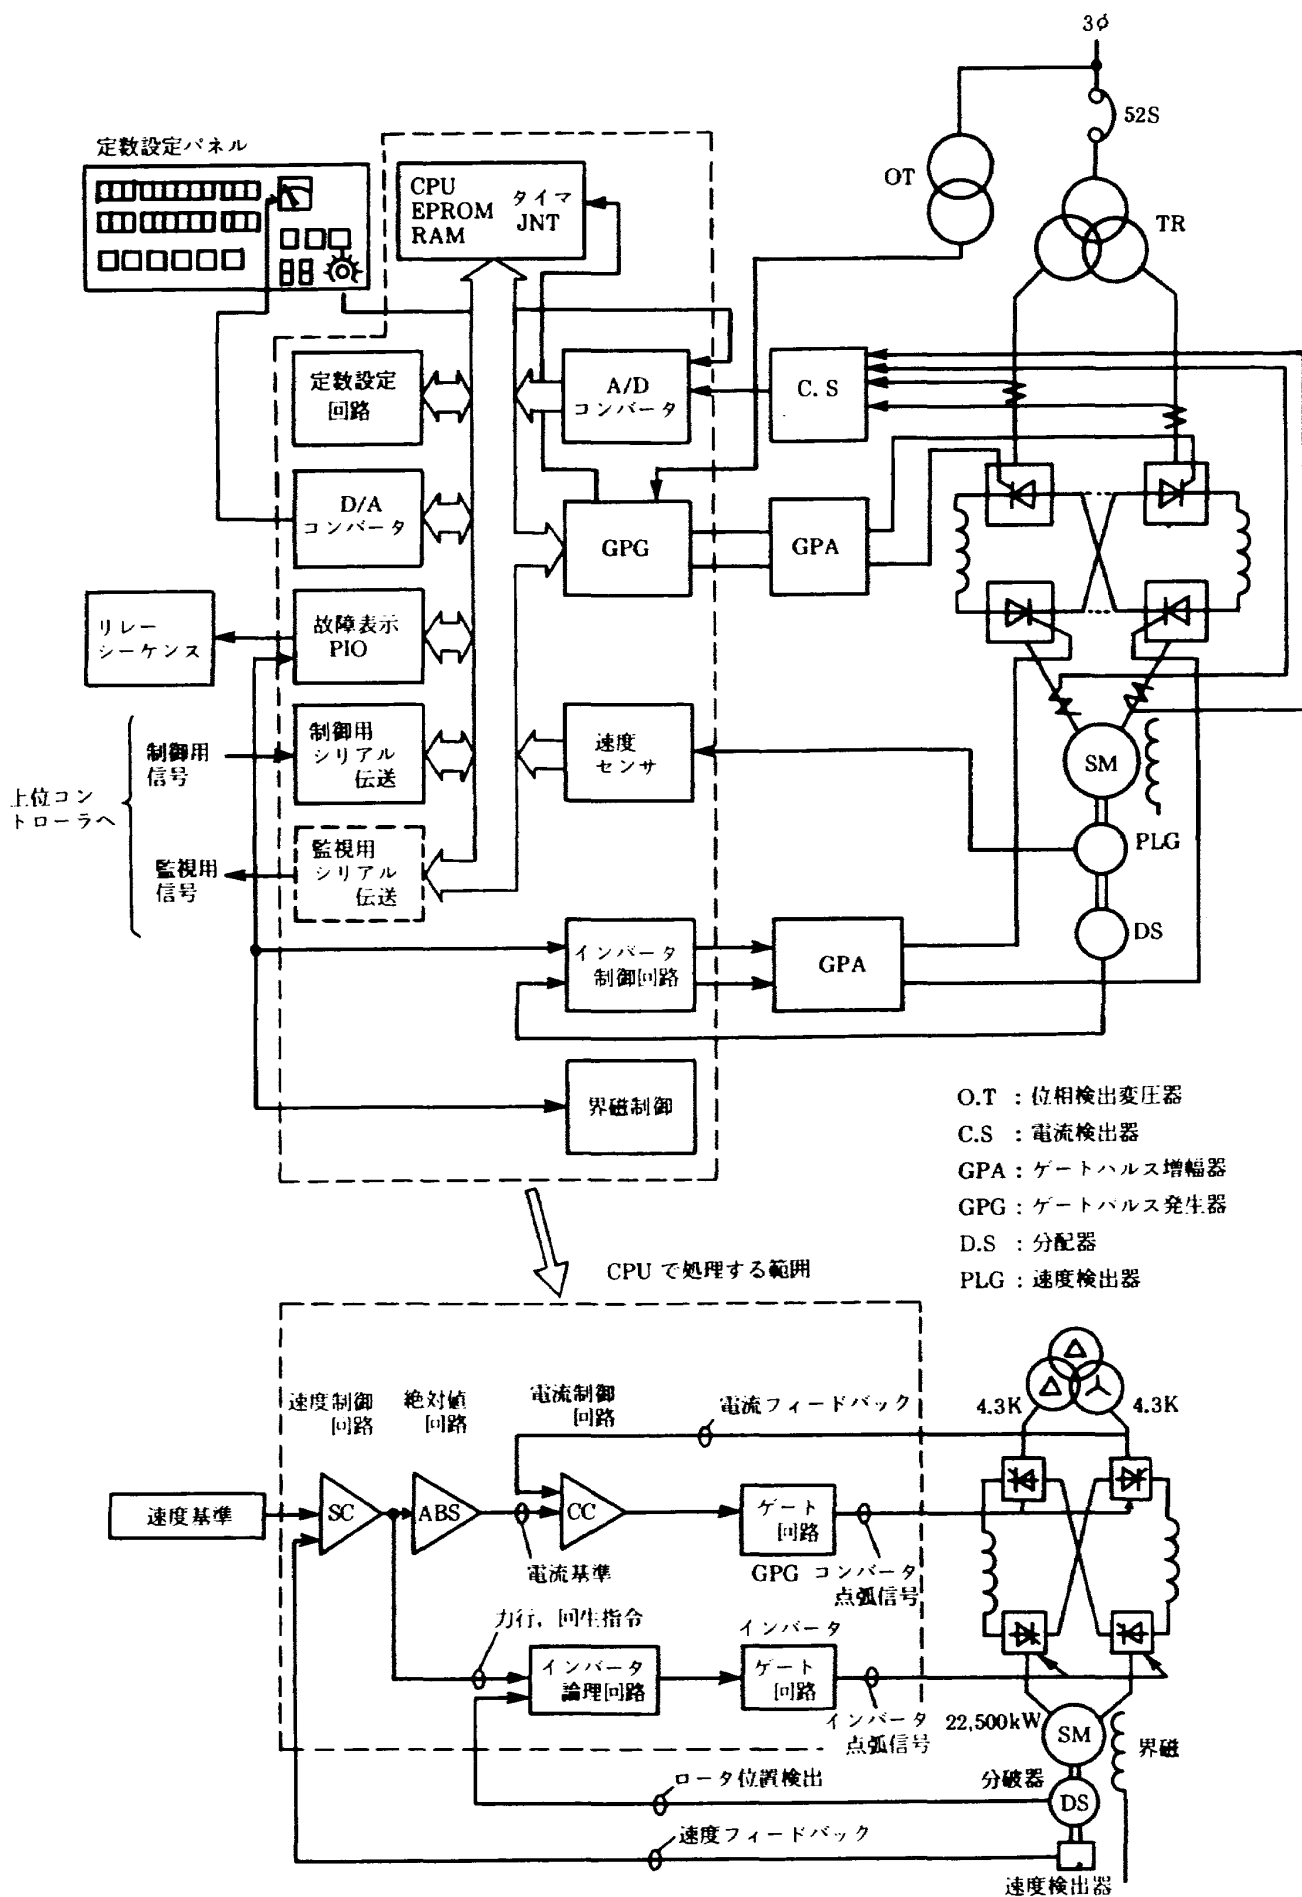 3φ
52S
OT
TR
定数設定パネル
CPU
EPROM
RAM
タイマ
JNT
定数設定
回路
A/D
コンバータ
C.S
D/A
コンバータ
GPG
GPA
リレー
シーケンス
故障表示
PIO
制御用
シリアル
伝送
速度
センサ
SM
PLG
DS
上位コン
トローラへ
制御用
信号
監視用
信号
監視用
シリアル
伝送
インバータ
制御回路
GPA
界磁制御
O.T : 位相検出変圧器
C.S : 電流検出器
GPA : ゲートハルス増幅器
GPG : ゲートパルス発生器
D.S : 分配器
PLG : 速度検出器
CPU で処理する範囲
速度制御
回路
絶対値
回路
電流制御
回路
電流フィードバック
4.3K
4.3K
速度基準
SC
ABS
CC
ゲート
回路
電流基準
GPG コンバータ
点弧信号
力行，回生指令
インバータ
インバータ
論理回路
ゲート
回路
インバータ
点弧信号
22,500kW
SM
界磁
ロータ位置検出
分破器
DS
速度フィードバック
速度検出器